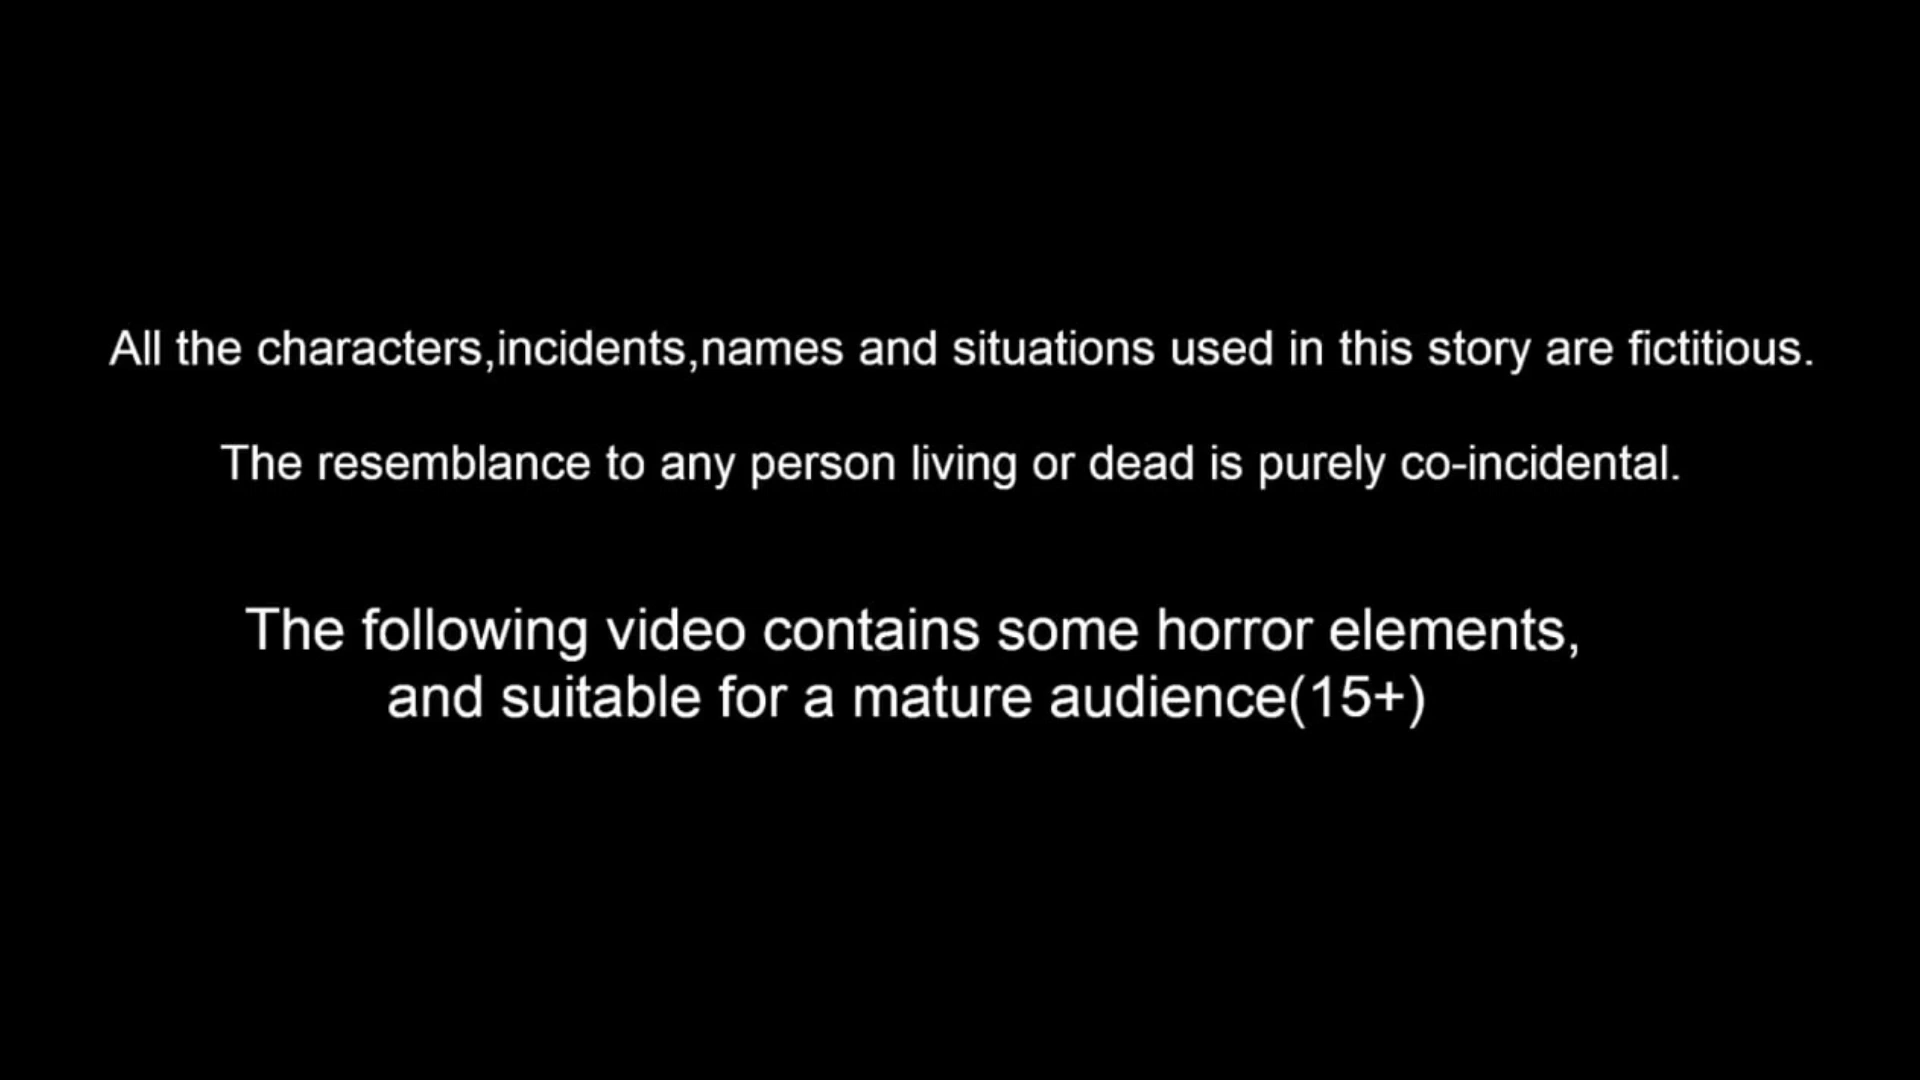 All the characters,incidents,names and situations used in this story are fictitious.
The resemblance to any person living or dead is purely co-incidental.
The following video contains some horror elements,
and suitable for a mature audience(15+)